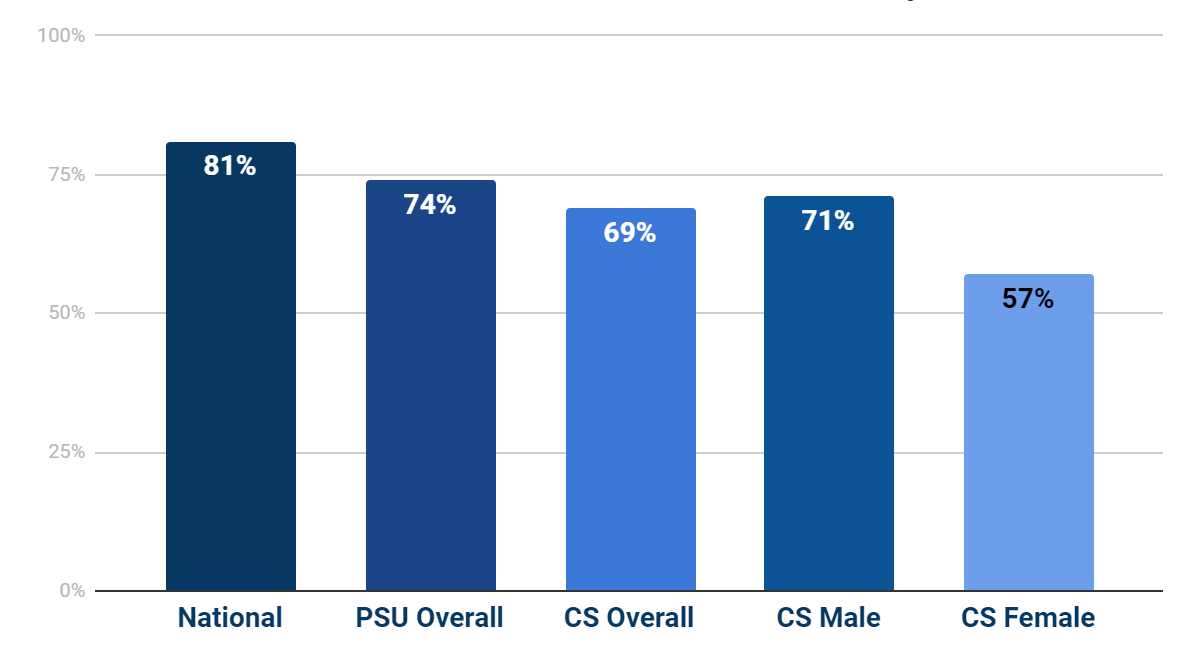 100%
75%
50%
25%
0%
81%
74%
69%
71%
57%
National
PSU Overall
CS Overall
CS Male
CS Female